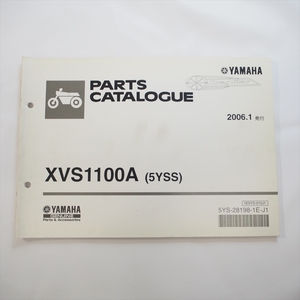 YAMAHA
PARTS
CATALOGUE
2006.1 発行
XVS1100A (5YSS)
YAMAHA
GENUINE
Parts & Accessories
5YS-28198-1E-J1